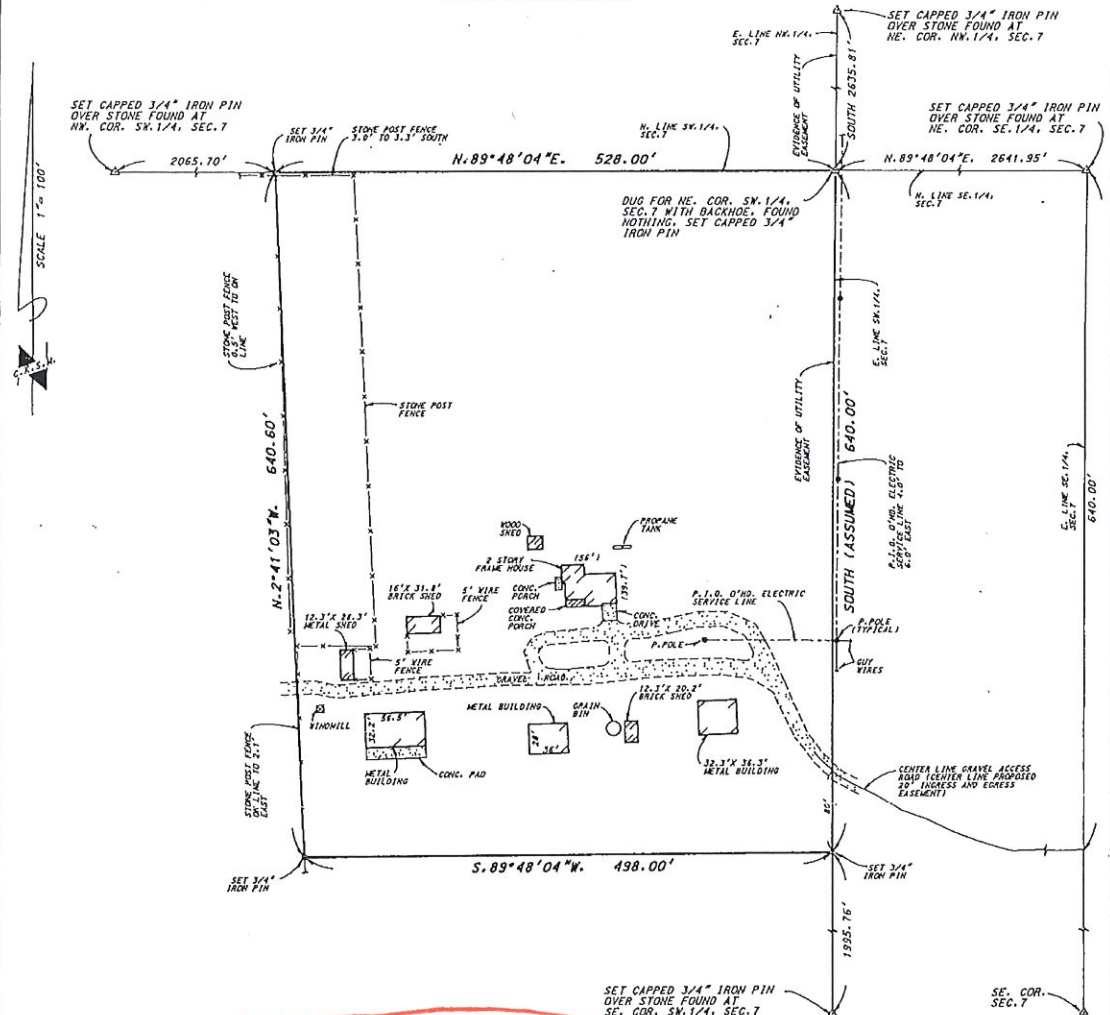 SET CAPPED 3/4" IRON PIN
OVER STONE FOUND AT
NE. COR. NW.1/4, SEC.7
E. LINE NW.1/4,
SEC.7
EVIDENCE OF UTILITY
EASEMENT
SOUTH 2635.81'
SET CAPPED 3/4" IRON PIN
OVER STONE FOUND AT
NW. COR. SW.1/4, SEC.7
SET CAPPED 3/4" IRON PIN
OVER STONE FOUND AT
NE. COR. SE.1/4, SEC.7
SCALE 1"= 100'
2065.70'
SET 3/4"
IRON PIN
STONE POST FENCE
3.0' TO 3.3' SOUTH
N. LINE SW.1/4,
SEC.7
N.89°48'04"E. 528.00'
N.89°48'04"E. 2641.95'
N. LINE SE.1/4,
SEC.7
DUG FOR NE. COR. SW.1/4,
SEC.7 WITH BACKHOE, FOUND
NOTHING, SET CAPPED 3/4"
IRON PIN
STONE POST FENCE
0.5' WEST TO ON
LINE
E. LINE SW.1/4,
SEC.7
STONE POST
FENCE
EVIDENCE OF UTILITY
EASEMENT
N.2°41'03"W. 640.60'
SOUTH (ASSUMED) 640.00'
P.I.D. O'HD. ELECTRIC
SERVICE LINE 4.0' TO
6.0' EAST
E. LINE SE.1/4,
SEC.7
640.00'
WOOD
SHED
PROPANE
TANK
2 STORY
FRAME HOUSE
(56')
(39.7')
CONC.
PORCH
16'X 31.8'
BRICK SHED
5' WIRE
FENCE
COVERED
CONC.
PORCH
CONC.
DRIVE
12.3'X 26.3'
METAL SHED
5' WIRE
FENCE
P.I.D. O'HD. ELECTRIC
SERVICE LINE
P.POLE
P.POLE
(TYPICAL)
GUY
WIRES
GRAVEL ROAD
WINDMILL
56.5'
32.2'
METAL
BUILDING
CONC. PAD
METAL BUILDING
28'
36'
GRAIN
BIN
12.3'X 20.2'
BRICK SHED
32.3'X 36.3'
METAL BUILDING
CENTER LINE GRAVEL ACCESS
ROAD (CENTER LINE PROPOSED
20' INGRESS AND EGRESS
EASEMENT)
STONE POST FENCE
ON LINE TO 2.1'
EAST
80'
SET 3/4"
IRON PIN
S.89°48'04"W. 498.00'
SET 3/4"
IRON PIN
1995.76'
SET CAPPED 3/4" IRON PIN
OVER STONE FOUND AT
SE. COR. SW.1/4, SEC.7
SE. COR.
SEC.7